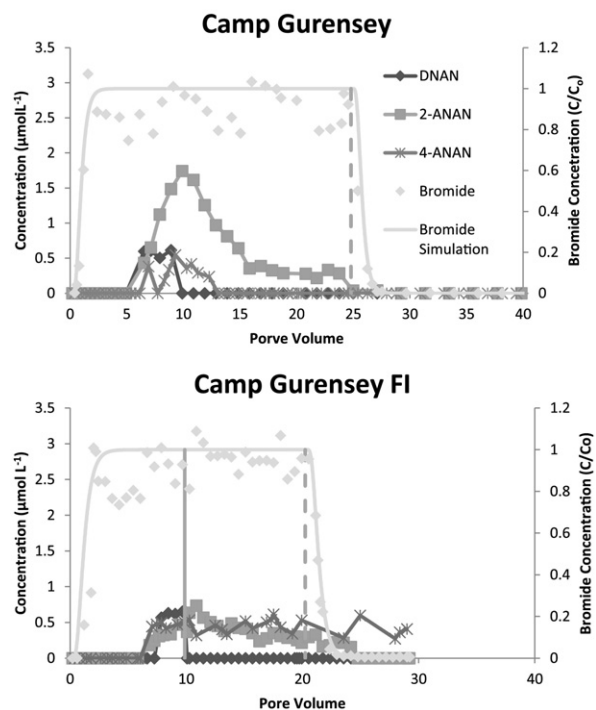 Camp Gurensey
Concentration (µmolL-1)
3.5
3
2.5
2
1.5
1
0.5
0
0 5 10 15 20 25 30 35 40
Porve Volume
1.2
1
0.8
0.6
0.4
0.2
0
Bromide Concetration (C/Co)
DNAN
2-ANAN
4-ANAN
Bromide
Bromide
Simulation
Camp Gurensey FI
Concentration (µmol L-1)
3.5
3
2.5
2
1.5
1
0.5
0
0 10 20 30 40
Pore Volume
1.2
1
0.8
0.6
0.4
0.2
0
Bromide Concentration (C/Co)